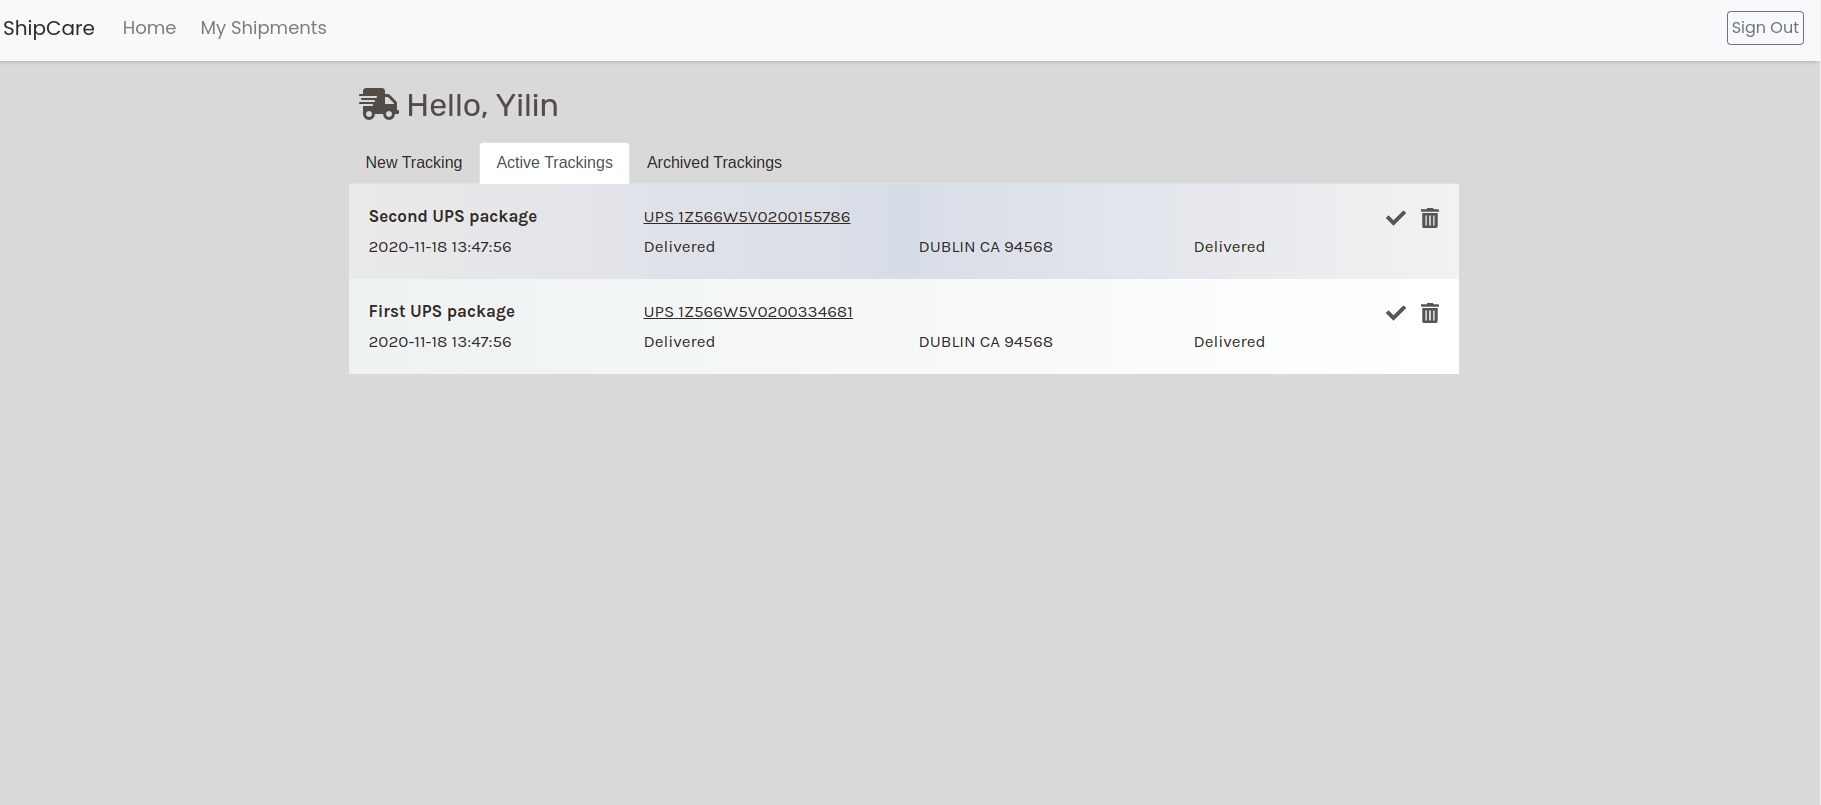 ShipCare Home My Shipments Sign Out
Hello, Yilin
New Tracking Active Trackings Archived Trackings
Second UPS package UPS 1Z566W5V0200155786
2020-11-18 13:47:56 Delivered DUBLIN CA 94568 Delivered
First UPS package UPS 1Z566W5V0200334681
2020-11-18 13:47:56 Delivered DUBLIN CA 94568 Delivered